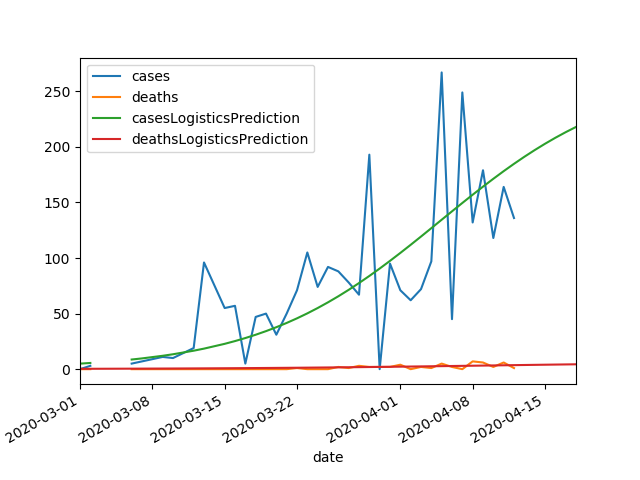 cases
deaths
casesLogisticsPrediction
deathsLogisticsPrediction
250
200
150
100
50
0
2020-03-01
2020-03-08
2020-03-15
2020-03-22
2020-04-01
2020-04-08
2020-04-15
date